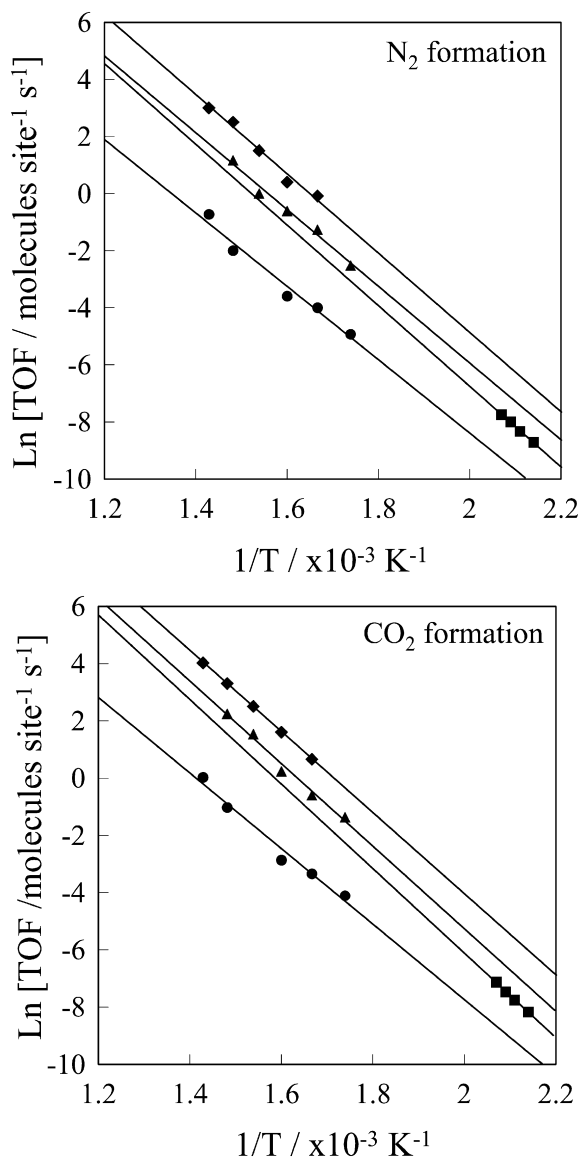 6
N₂ formation
4
2
0
-2
-4
-6
-8
-10
Ln [TOF / molecules site⁻¹ s⁻¹]
1.2 1.4 1.6 1.8 2 2.2
1/T / x10⁻³ K⁻¹
6
CO₂ formation
4
2
0
-2
-4
-6
-8
-10
Ln [TOF /molecules site⁻¹ s⁻¹]
1.2 1.4 1.6 1.8 2 2.2
1/T / x10⁻³ K⁻¹